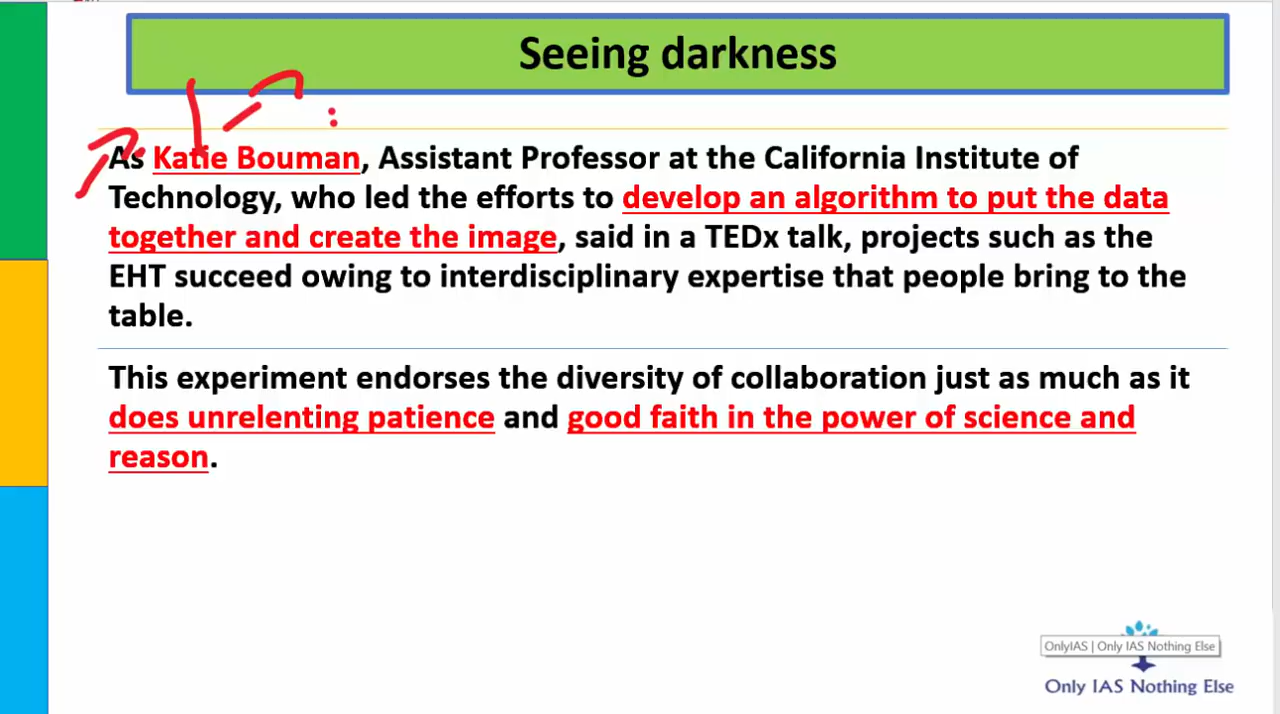 Seeing darkness
As Katie Bouman, Assistant Professor at the California Institute of
Technology, who led the efforts to develop an algorithm to put the data
together and create the image, said in a TEDx talk, projects such as the
EHT succeed owing to interdisciplinary expertise that people bring to the
table.
This experiment endorses the diversity of collaboration just as much as it
does unrelenting patience and good faith in the power of science and
reason.
OnlyIAS | Only IAS Nothing Else
Only IAS Nothing Else